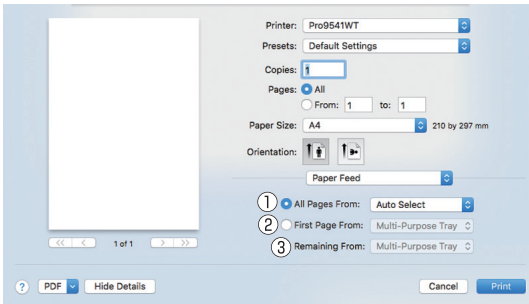 Printer: Pro9541WT
Presets: Default Settings
Copies: 1
Pages: All
From: 1 to: 1
Paper Size: A4 210 by 297 mm
Orientation:
Paper Feed
① All Pages From: Auto Select
② First Page From: Multi-Purpose Tray
③ Remaining From: Multi-Purpose Tray
<< < 1 of 1 > >>
? PDF Hide Details Cancel Print